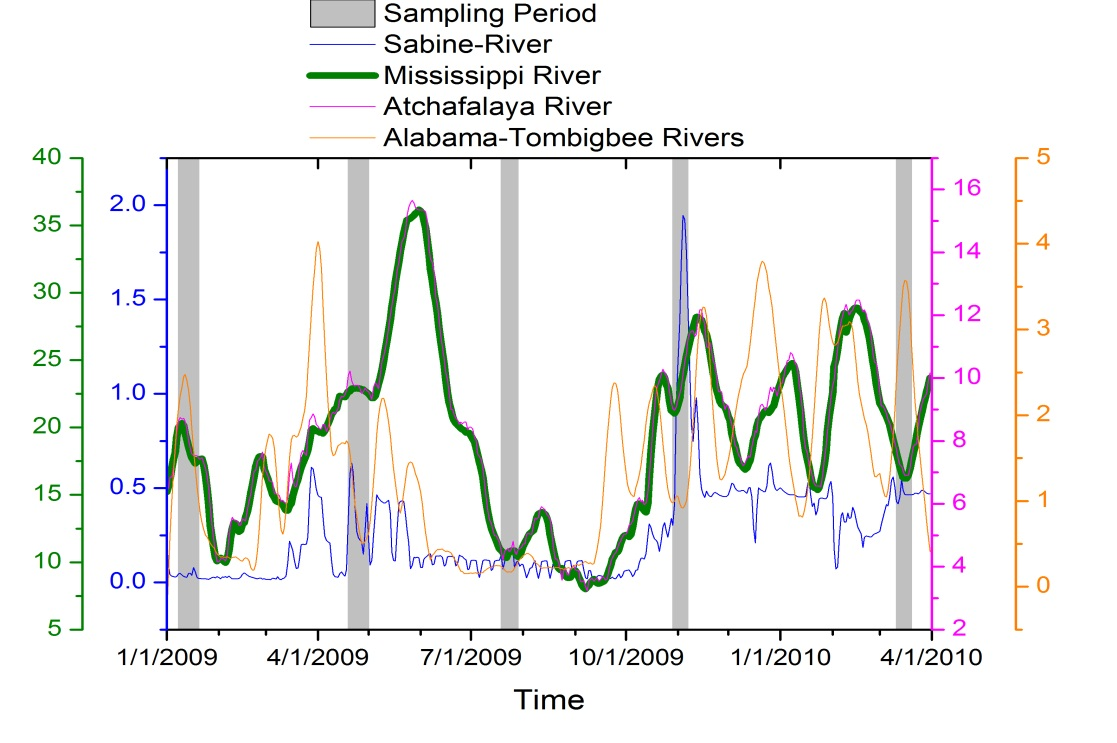 Sampling Period
Sabine-River
Mississippi River
Atchafalaya River
Alabama-Tombigbee Rivers
40 2.0 16 5
35 14 4
30 1.5 12 3
25 1.0 10
20 8 2
15 0.5 6 1
10 0.0 4 0
5 2
1/1/2009 4/1/2009 7/1/2009 10/1/2009 1/1/2010 4/1/2010
Time